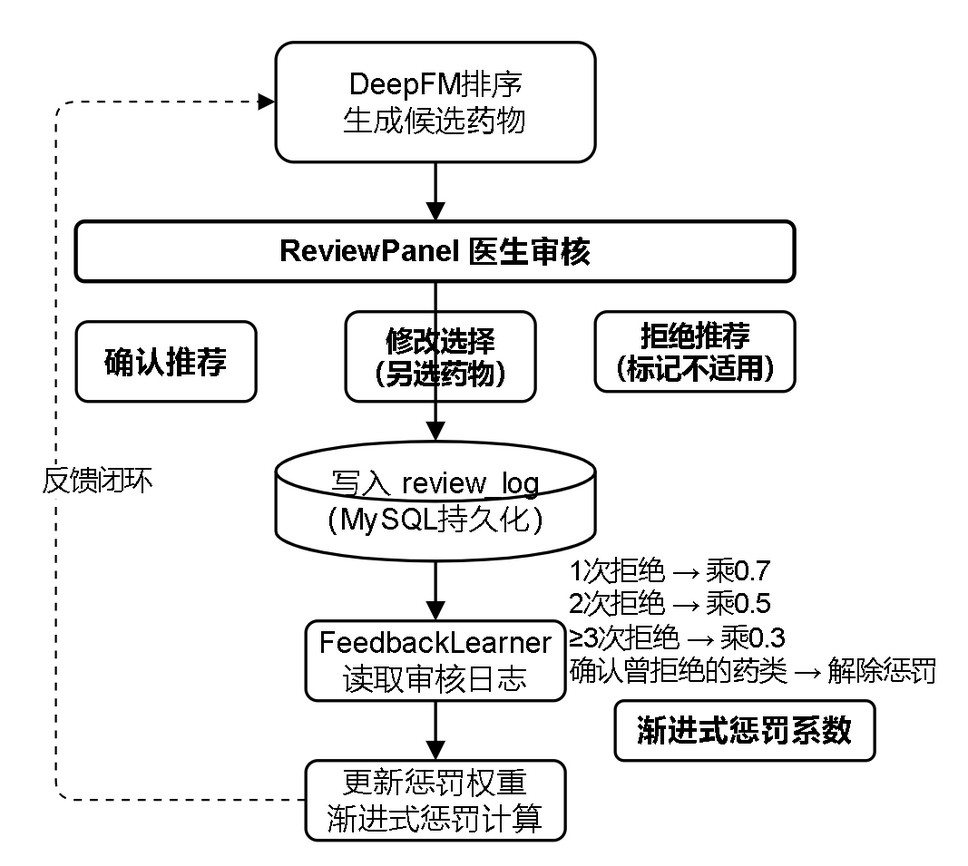 DeepFM排序
生成候选药物
ReviewPanel 医生审核
确认推荐
修改选择
(另选药物)
拒绝推荐
(标记不适用)
反馈闭环
写入 review_log
(MySQL持久化)
1次拒绝 → 乘0.7
2次拒绝 → 乘0.5
≥3次拒绝 → 乘0.3
确认曾拒绝的药类 → 解除惩罚
FeedbackLearner
读取审核日志
渐进式惩罚系数
更新惩罚权重
渐进式惩罚计算